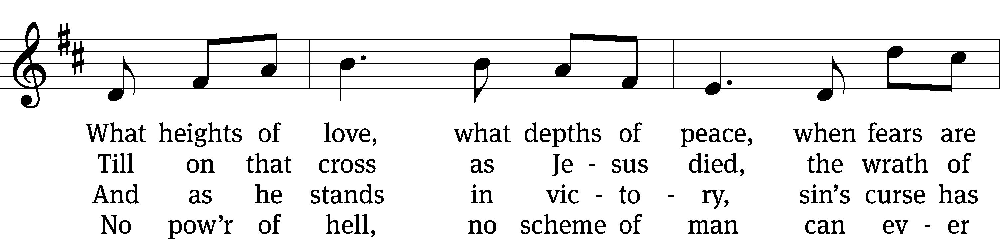 What heights of love, what depths of peace, when fears are
Till on that cross as Je - sus died, the wrath of
And as he stands in vic - to - ry, sin’s curse has
No pow’r of hell, no scheme of man can ev - er